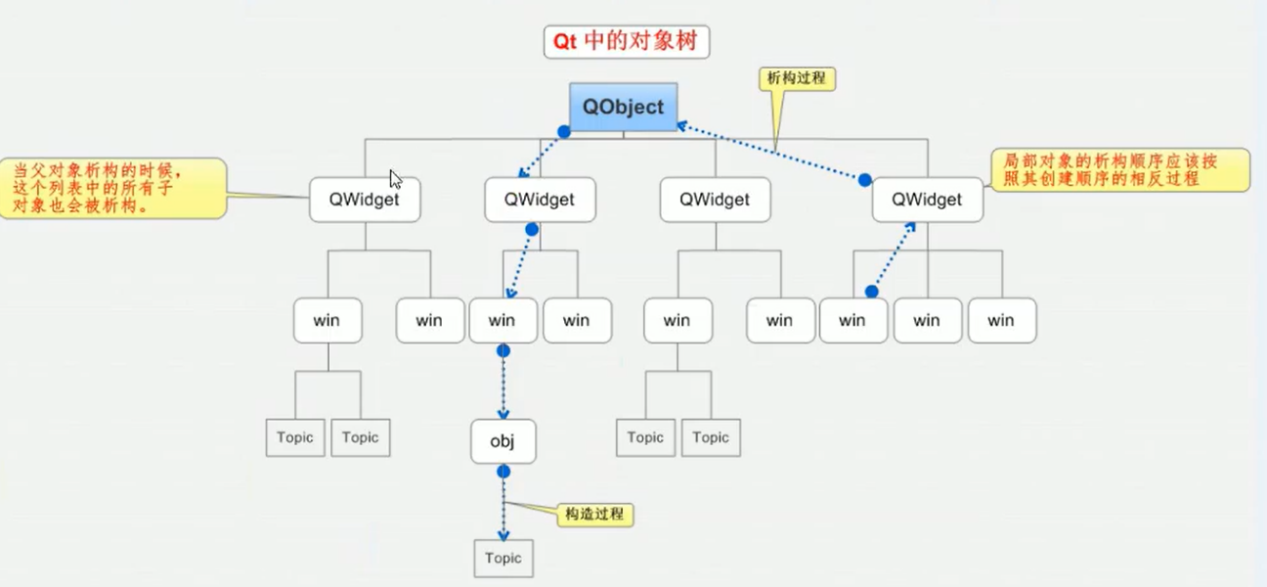 Qt 中的对象树
析构过程
QObject
当父对象析构的时候，
这个列表中的所有子
对象也会被析构。
局部对象的析构顺序应该按
照其创建顺序的相反过程
QWidget
QWidget
QWidget
QWidget
win
win
win
win
win
win
win
win
win
Topic
Topic
obj
Topic
Topic
构造过程
Topic